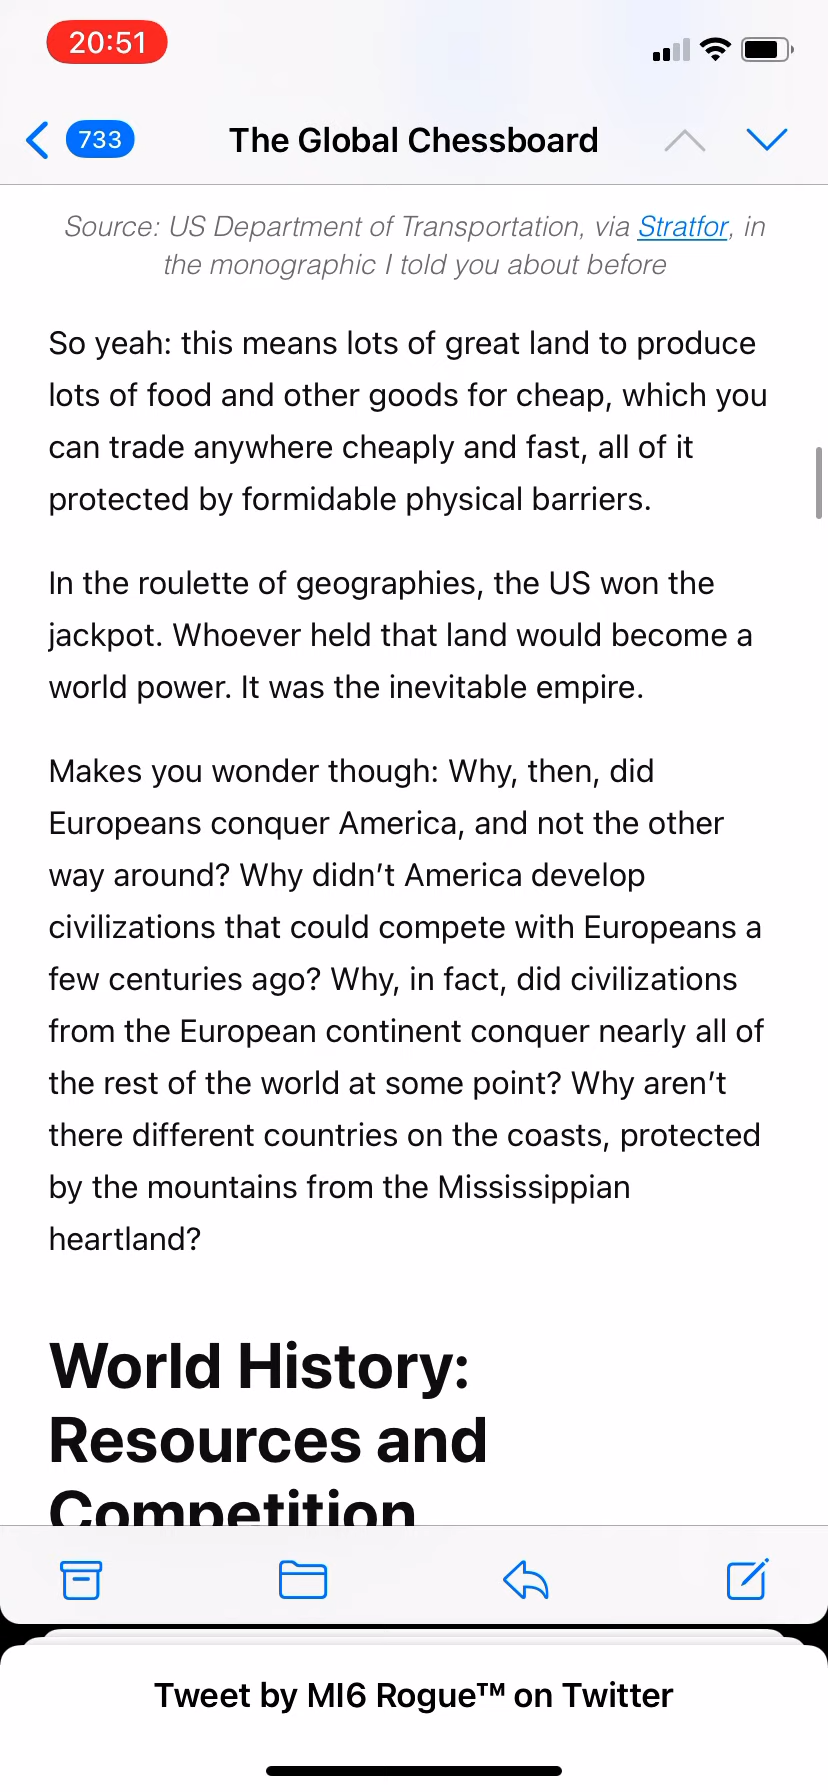 20:51
733
The Global Chessboard
Source: US Department of Transportation, via Stratfor, in
the monographic I told you about before
So yeah: this means lots of great land to produce
lots of food and other goods for cheap, which you
can trade anywhere cheaply and fast, all of it
protected by formidable physical barriers.
In the roulette of geographies, the US won the
jackpot. Whoever held that land would become a
world power. It was the inevitable empire.
Makes you wonder though: Why, then, did
Europeans conquer America, and not the other
way around? Why didn’t America develop
civilizations that could compete with Europeans a
few centuries ago? Why, in fact, did civilizations
from the European continent conquer nearly all of
the rest of the world at some point? Why aren’t
there different countries on the coasts, protected
by the mountains from the Mississippian
heartland?
World History:
Resources and
Competition
Tweet by MI6 Rogue™ on Twitter